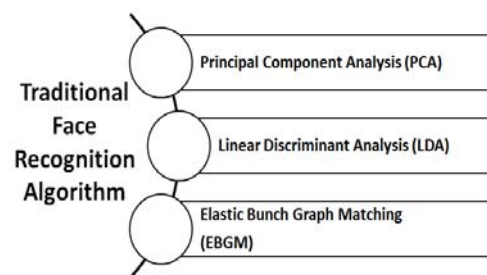 Traditional
Face
Recognition
Algorithm
Principal Component Analysis (PCA)
Linear Discriminant Analysis (LDA)
Elastic Bunch Graph Matching
(EBGM)